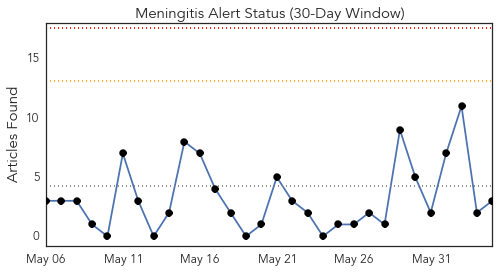 Meningitis Alert Status (30-Day Window)
Articles Found
15
10
5
0
May 06 May 11 May 16 May 21 May 26 May 31